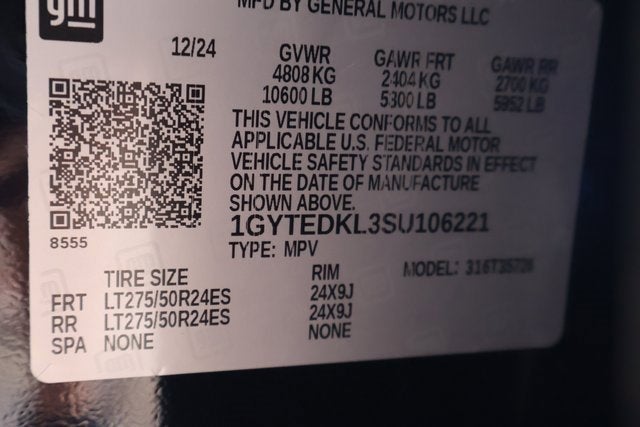 gm
MFD BY GENERAL MOTORS LLC
12/24 GVWR GAWR FRT GAWR RR
4808 KG 2404 KG 2700 KG
10600 LB 5300 LB 5952 LB
THIS VEHICLE CONFORMS TO ALL
APPLICABLE U.S. FEDERAL MOTOR
VEHICLE SAFETY STANDARDS IN EFFECT
ON THE DATE OF MANUFACTURE
SHOWN ABOVE.
8555
1GYTEDKL3SU106221
TYPE: MPV
MODEL:
TIRE SIZE RIM
FRT LT275/50R24ES 24X9J
RR LT275/50R24ES 24X9J
SPA NONE NONE